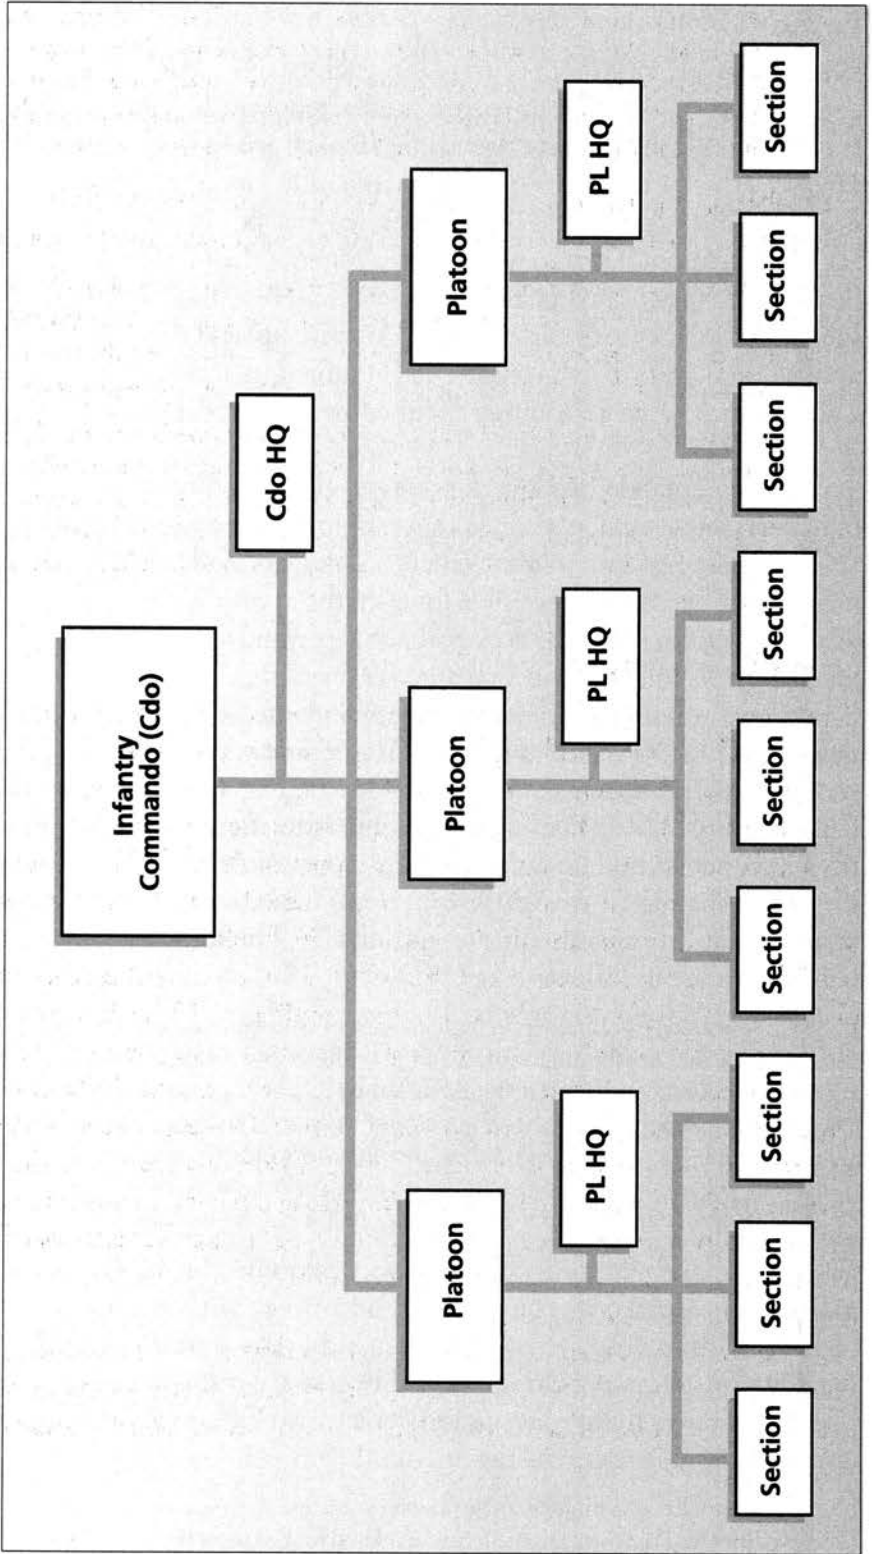 Infantry
Commando (Cdo)
Cdo HQ
Platoon
Platoon
Platoon
PL HQ
PL HQ
PL HQ
Section
Section
Section
Section
Section
Section
Section
Section
Section